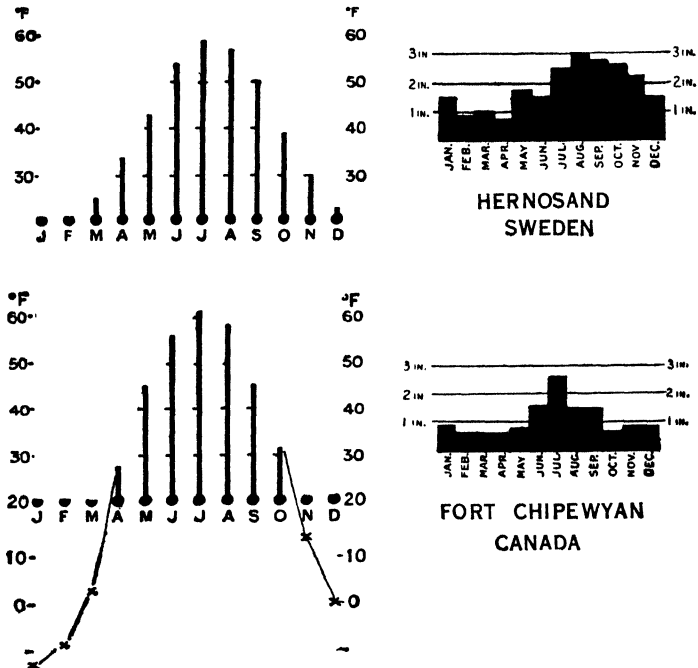 °F °F
60- 60
50- 50
40- 40
30- 30
J F M A M J J A S O N D
3 IN 3 IN.
2 IN. 2 IN.
1 IN. 1 IN.
JAN. FEB. MAR. APR. MAY JUN. JUL. AUG. SEP. OCT. NOV. DEC.
HERNOSAND
SWEDEN
°F °F
60- 60
50- 50
40- 40
30- 30
20- 20
J F M A M J J A S O N D
10- -10
0- -0
3 IN. 3 IN.
2 IN. 2 IN.
1 IN. 1 IN.
JAN. FEB. MAR. APR. MAY JUN. JUL. AUG. SEP. OCT. NOV. DEC.
FORT CHIPEWYAN
CANADA